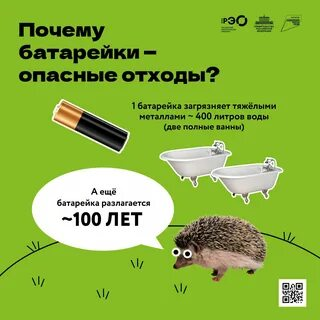 РЭО
Почему
батарейки –
опасные отходы?
1 батарейка загрязняет тяжёлыми
металлами ~ 400 литров воды
(две полные ванны)
А ещё
батарейка разлагается
~100 ЛЕТ